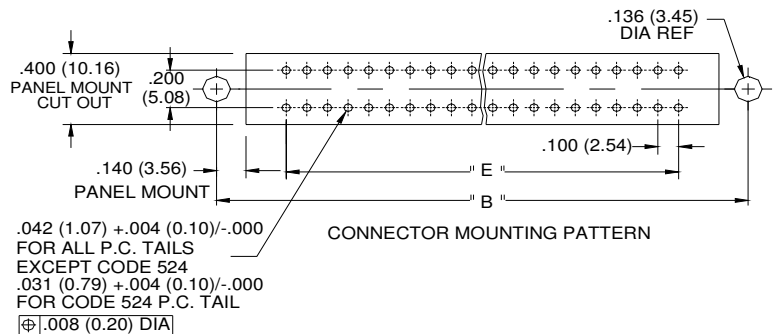 .136 (3.45)
DIA REF
.400 (10.16)
PANEL MOUNT
CUT OUT
.200
(5.08)
.100 (2.54)
.140 (3.56)
PANEL MOUNT
"E"
"B"
CONNECTOR MOUNTING PATTERN
.042 (1.07) +.004 (0.10)/-.000
FOR ALL P.C. TAILS
EXCEPT CODE 524
.031 (0.79) +.004 (0.10)/-.000
FOR CODE 524 P.C. TAIL
⌖ .008 (0.20) DIA